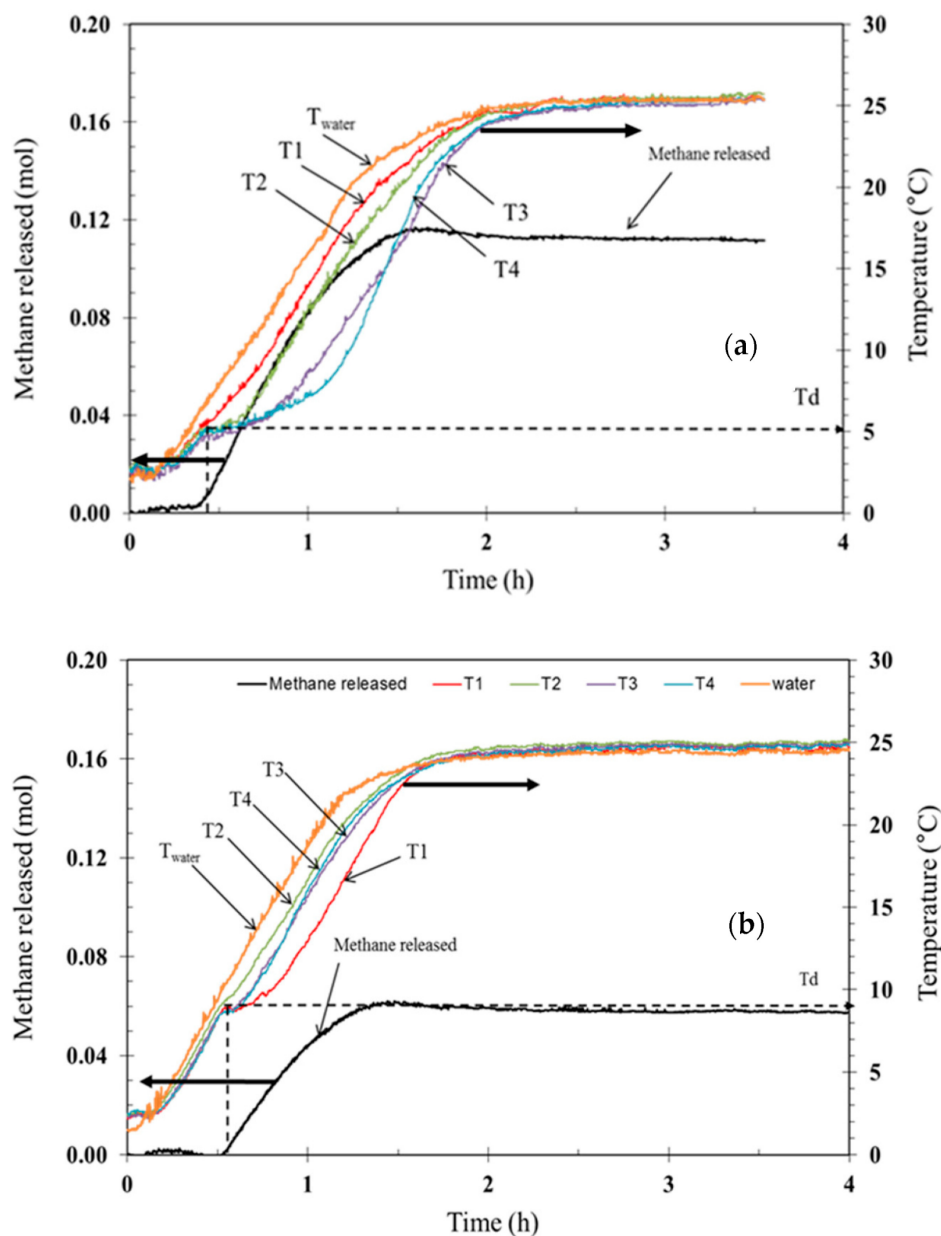 0.20
30
0.16
25
0.12
20
0.08
15
0.04
10
0.00
5
0
Methane released (mol)
Temperature (°C)
T_water
T1
T2
Methane released
T3
T4
(a)
Td
0
1
2
3
4
Time (h)
0.20
30
0.16
25
0.12
20
0.08
15
0.04
10
0.00
5
0
Methane released (mol)
Temperature (°C)
Methane released T1 T2 T3 T4 water
T3
T4
T2
T_water
T1
Methane released
(b)
Td
0
1
2
3
4
Time (h)